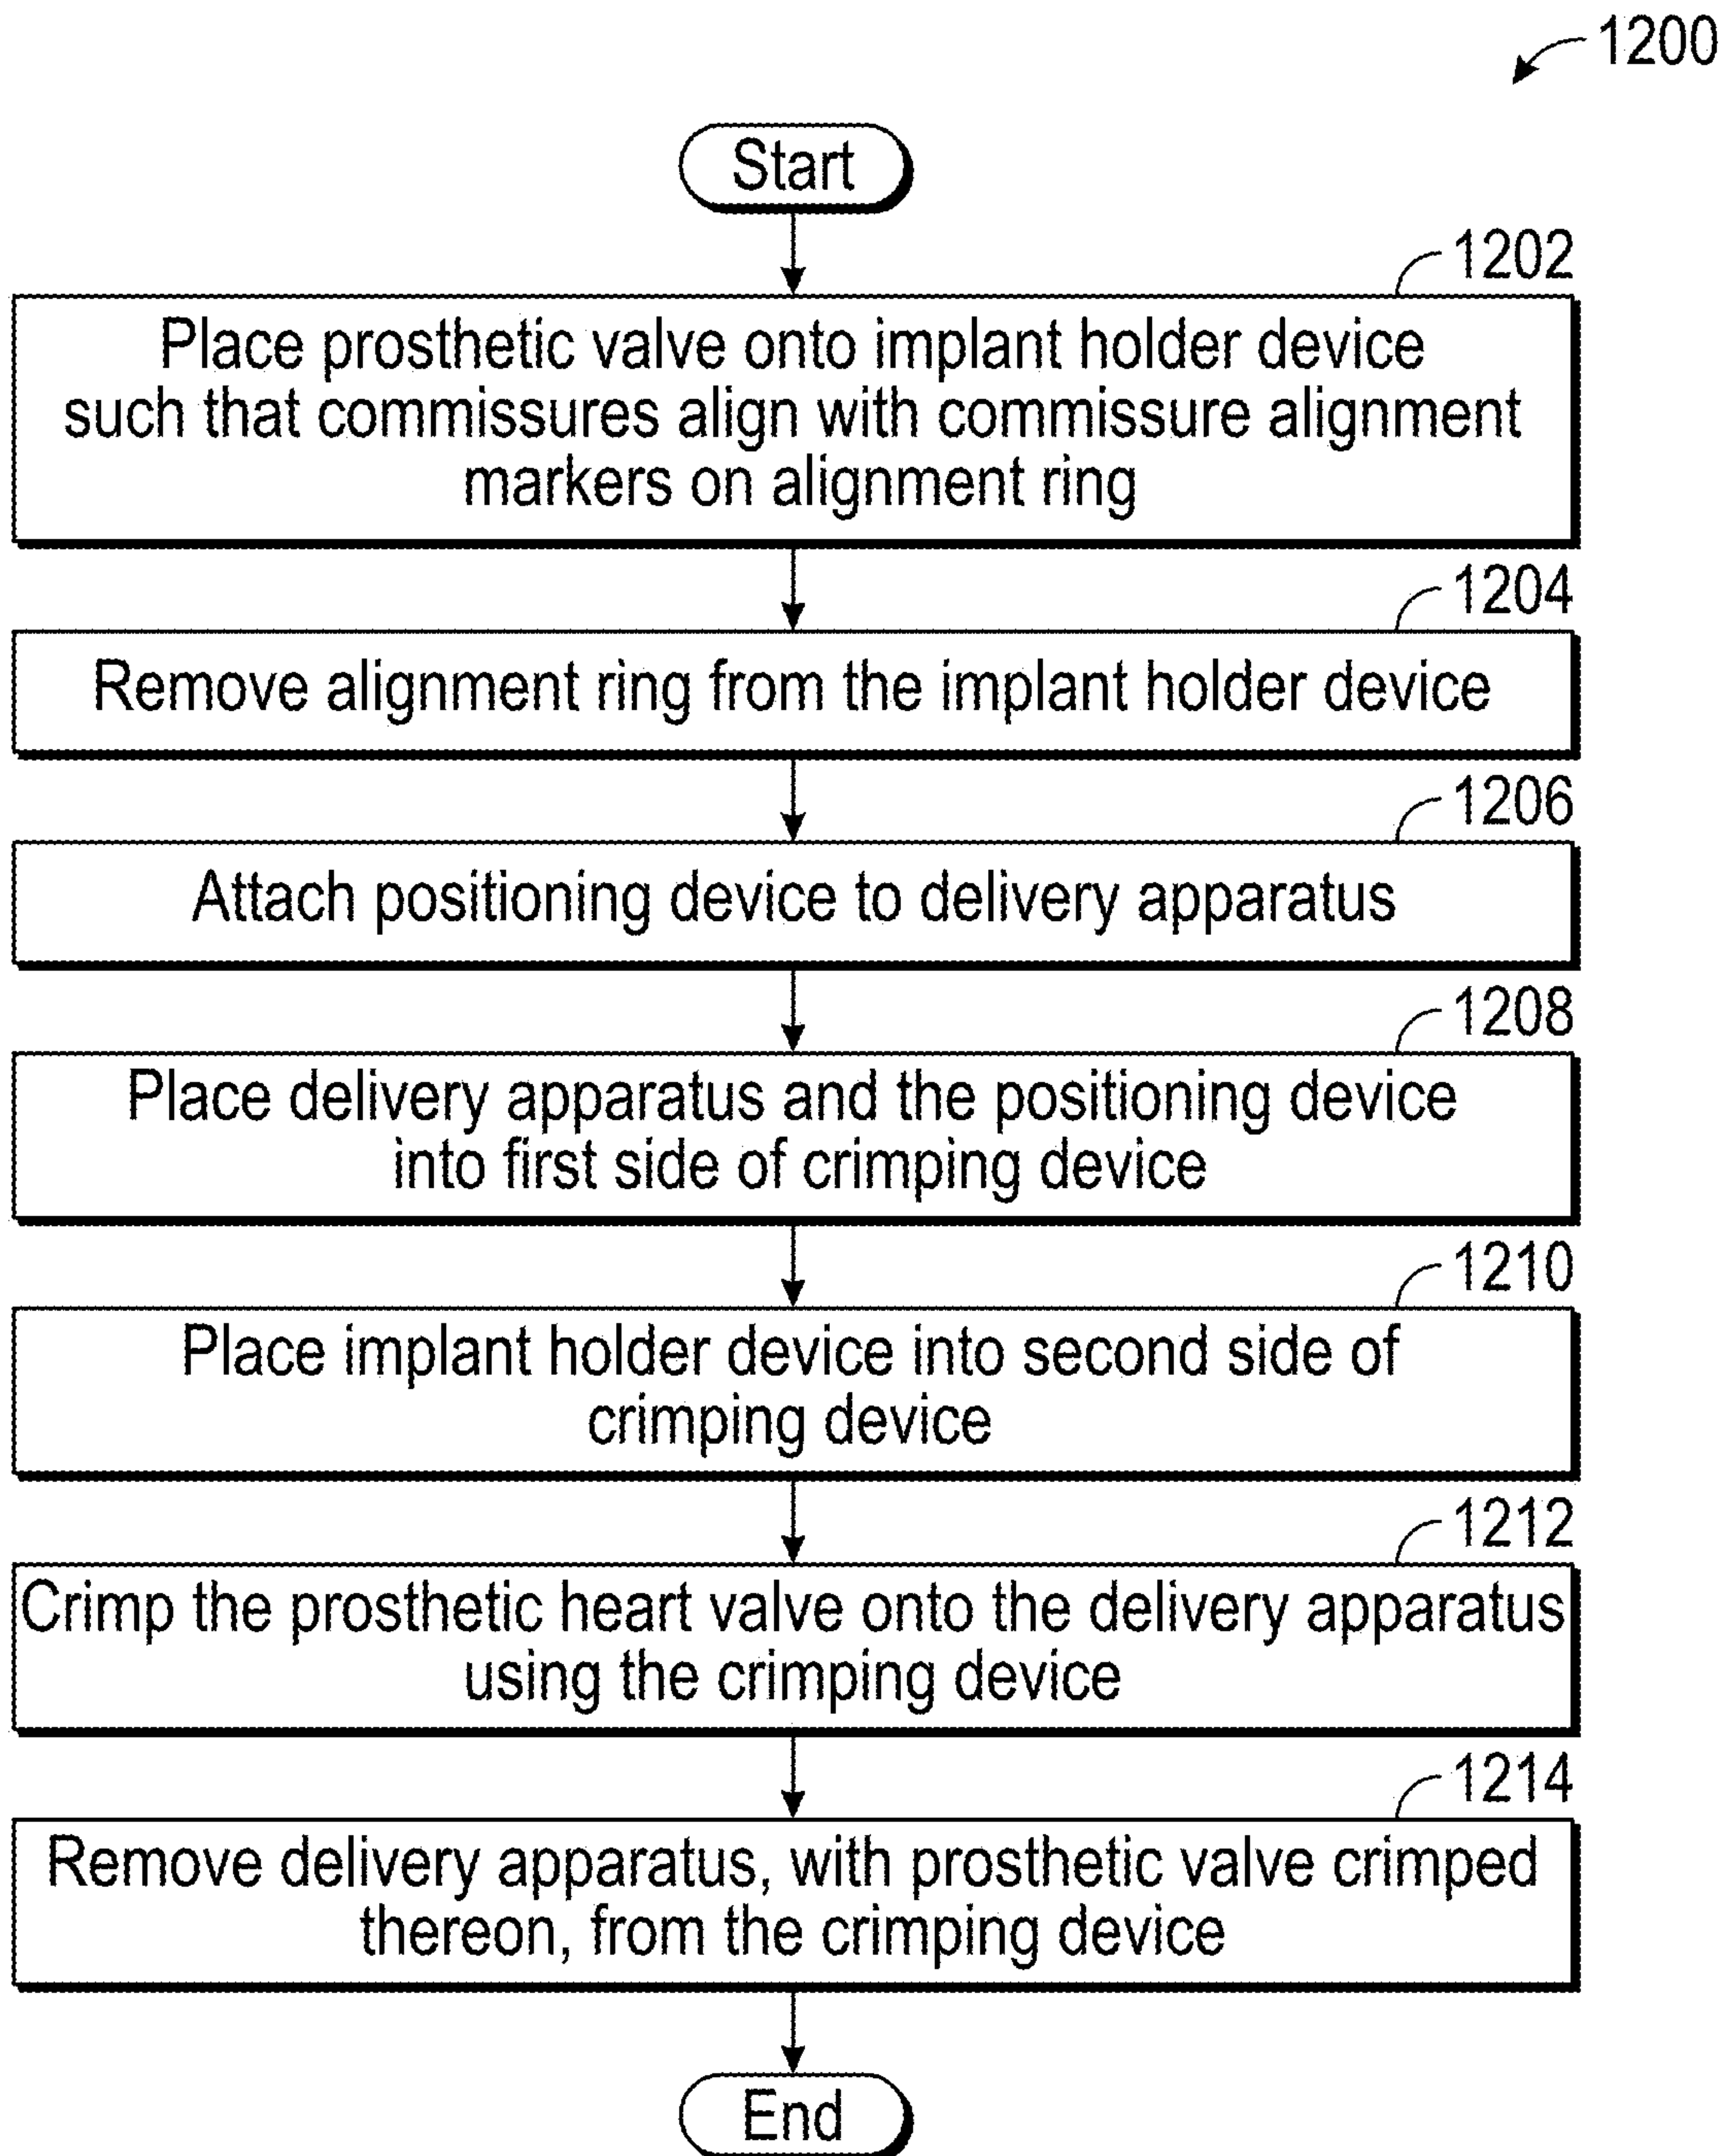 1200
Start
1202
Place prosthetic valve onto implant holder device
such that commissures align with commissure alignment
markers on alignment ring
1204
Remove alignment ring from the implant holder device
1206
Attach positioning device to delivery apparatus
1208
Place delivery apparatus and the positioning device
into first side of crimping device
1210
Place implant holder device into second side of
crimping device
1212
Crimp the prosthetic heart valve onto the delivery apparatus
using the crimping device
1214
Remove delivery apparatus, with prosthetic valve crimped
thereon, from the crimping device
End